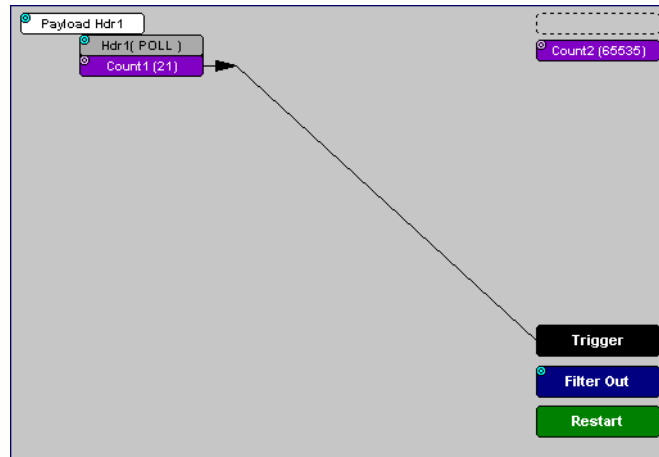 Payload Hdr1
Hdr1( POLL )
Count1 (21)
Count2 (65535)
Trigger
Filter Out
Restart